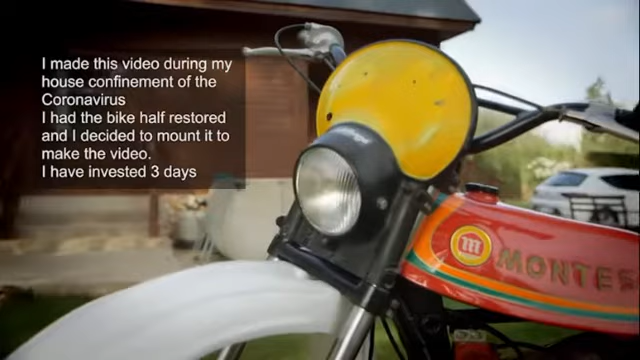 I made this video during my
house confinement of the
Coronavirus
I had the bike half restored
and I decided to mount it to
make the video.
I have invested 3 days
m MONTES